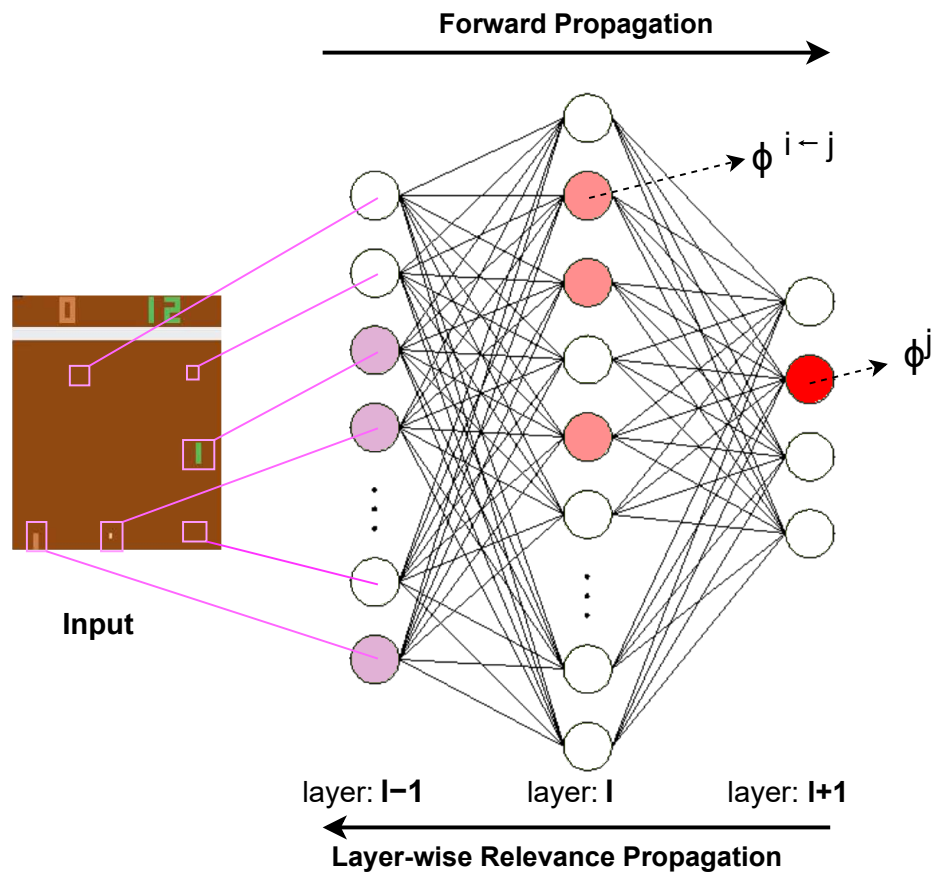 Forward Propagation
ϕ i ← j
0 12
ϕ j
Input
layer: l−1 layer: l layer: l+1
Layer-wise Relevance Propagation